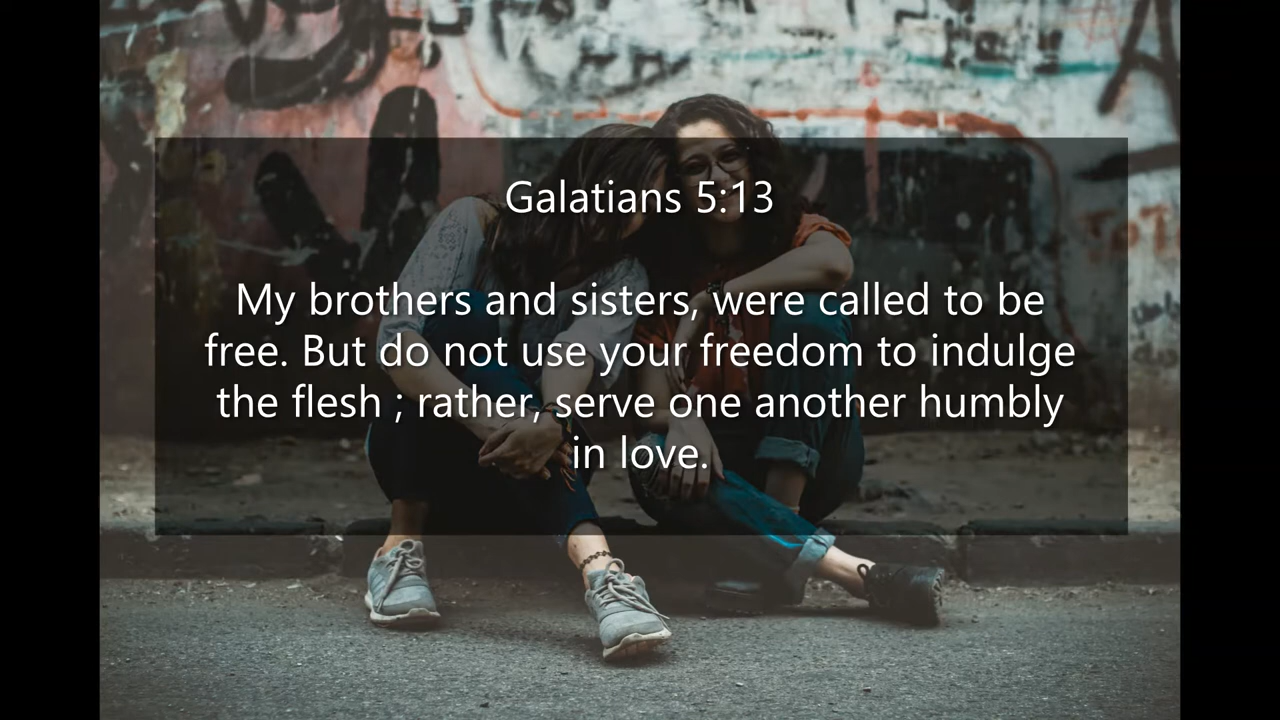 Galatians 5:13
My brothers and sisters, were called to be
free. But do not use your freedom to indulge
the flesh ; rather, serve one another humbly
in love.